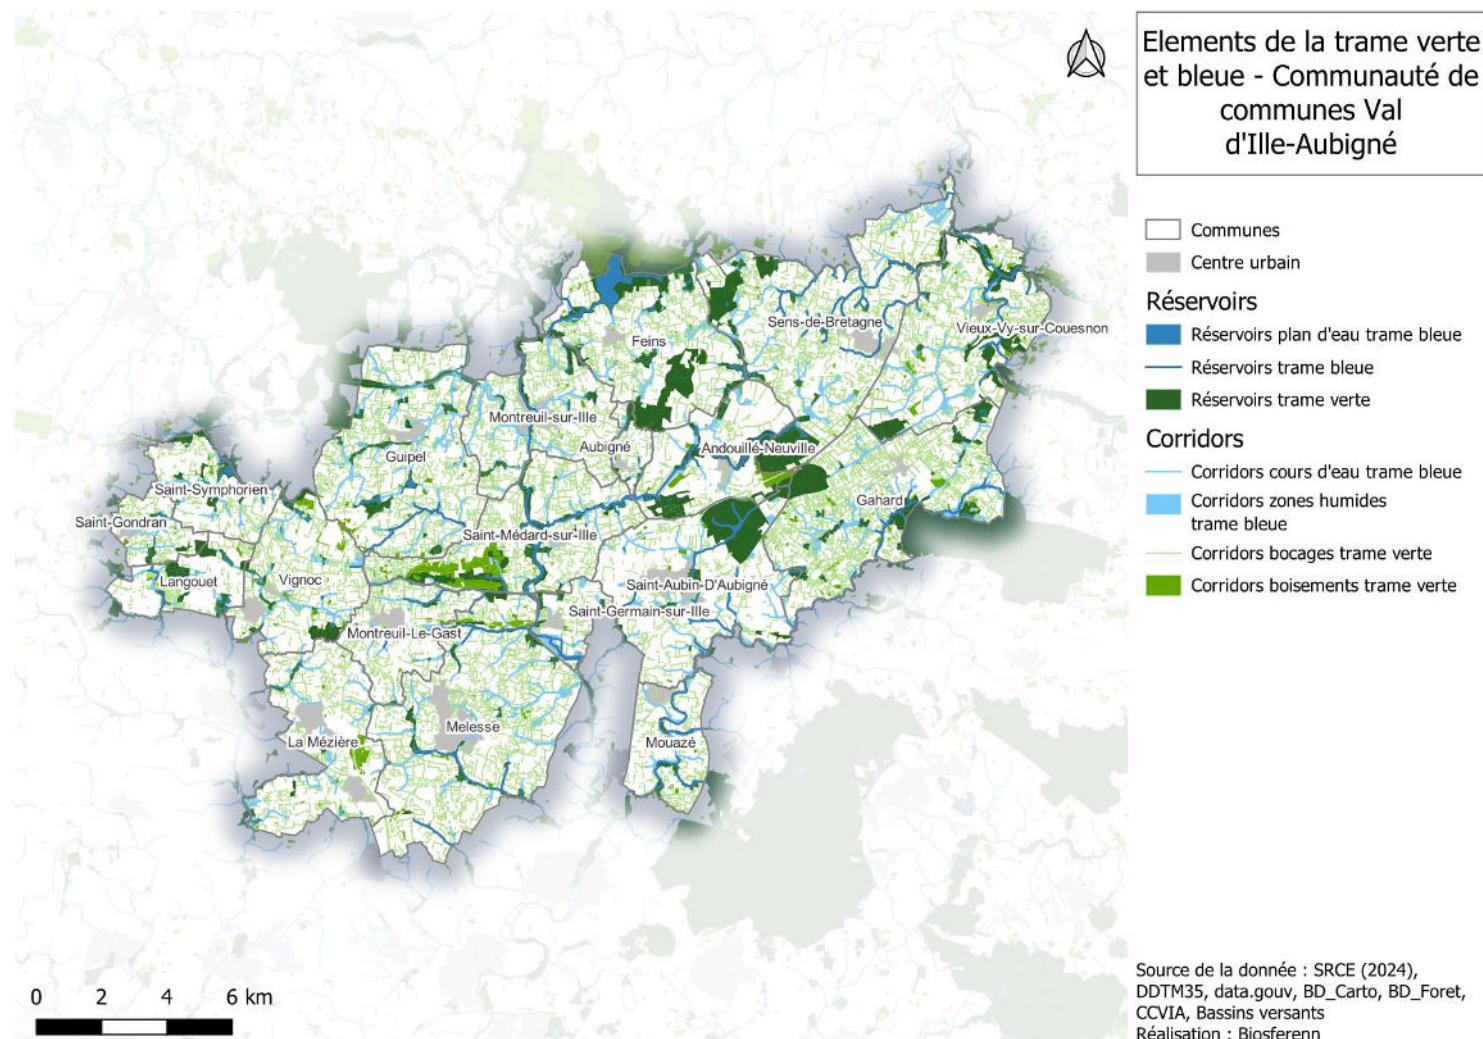 Elements de la trame verte
et bleue - Communauté de
communes Val
d'Ille-Aubigné
Communes
Centre urbain
Réservoirs
Réservoirs plan d'eau trame bleue
Réservoirs trame bleue
Réservoirs trame verte
Corridors
Corridors cours d'eau trame bleue
Corridors zones humides
trame bleue
Corridors bocages trame verte
Corridors boisements trame verte
Sens-de-Bretagne
Vieux-Vy-sur-Couesnon
Feins
Montreuil-sur-Ille
Aubigné
Andouillé-Neuville
Guipel
Saint-Symphorien
Gahard
Saint-Gondran
Saint-Médard-sur-Ille
Langouet
Vignoc
Saint-Aubin-D'Aubigné
Saint-Germain-sur-Ille
Montreuil-Le-Gast
Melesse
La Mézière
Mouazé
0 2 4 6 km
Source de la donnée : SRCE (2024),
DDTM35, data.gouv, BD_Carto, BD_Foret,
CCVIA, Bassins versants
Réalisation : Biosferenn